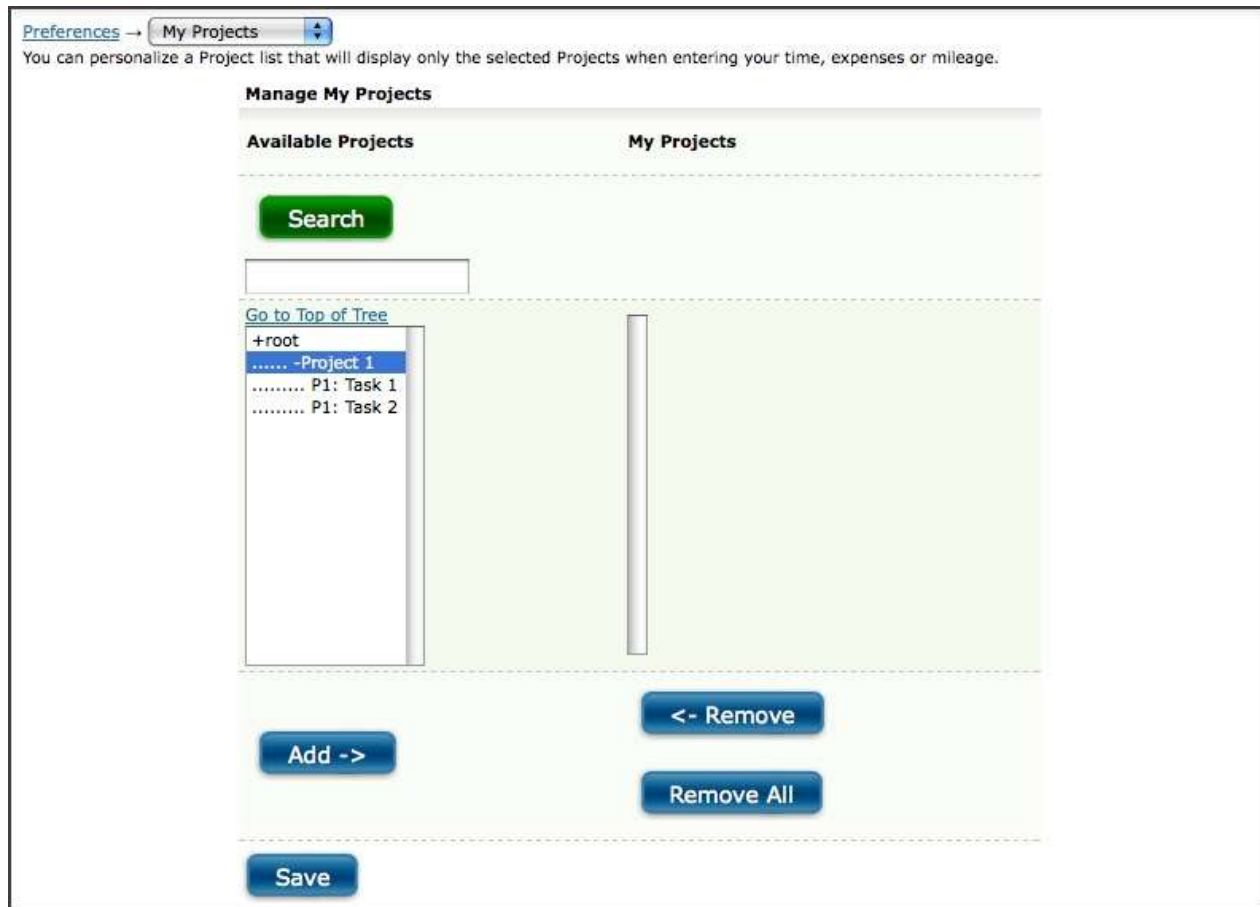 Preferences → My Projects
You can personalize a Project list that will display only the selected Projects when entering your time, expenses or mileage.
Manage My Projects
Available Projects My Projects
Search
Go to Top of Tree
+root
...... -Project 1
......... P1: Task 1
......... P1: Task 2
<- Remove
Add ->
Remove All
Save